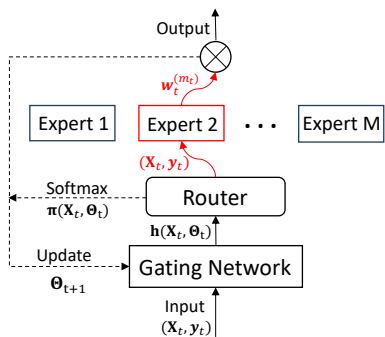 Output
w_t^{(m_t)}
Expert 1
Expert 2
• • •
Expert M
(X_t, y_t)
Softmax
π(X_t, Θ_t)
Router
h(X_t, Θ_t)
Update
Θ_{t+1}
Gating Network
Input
(X_t, y_t)